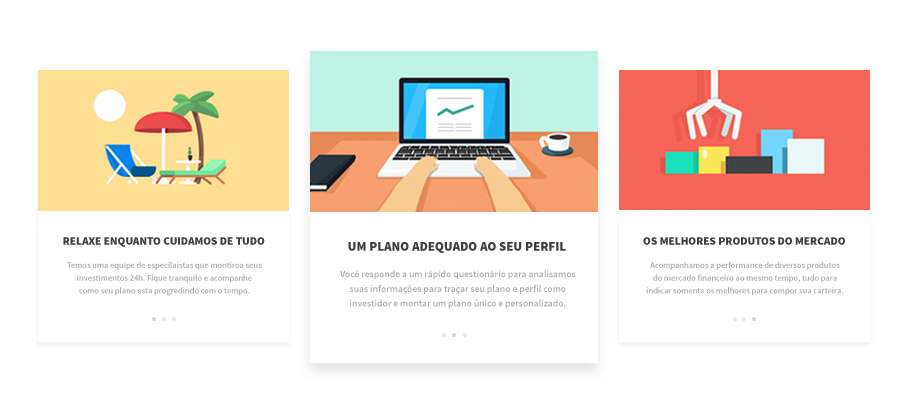 RELAXE ENQUANTO CUIDAMOS DE TUDO
Temos uma equipe de especilaistas que montiroa seus
investimentos 24h. Fique tranquilo e acompanhe
como seu plano esta progredindo com o tempo.
UM PLANO ADEQUADO AO SEU PERFIL
Você responde a um rápido questionário para analisamos
suas informações para traçar seu plano e perfil como
investidor e montar um plano único e personalizado.
OS MELHORES PRODUTOS DO MERCADO
Acompanhamos a performance de diversos produtos
do mercado financeiro ao mesmo tempo, tudo para
indicar somente os melhores para compor sua carteira.